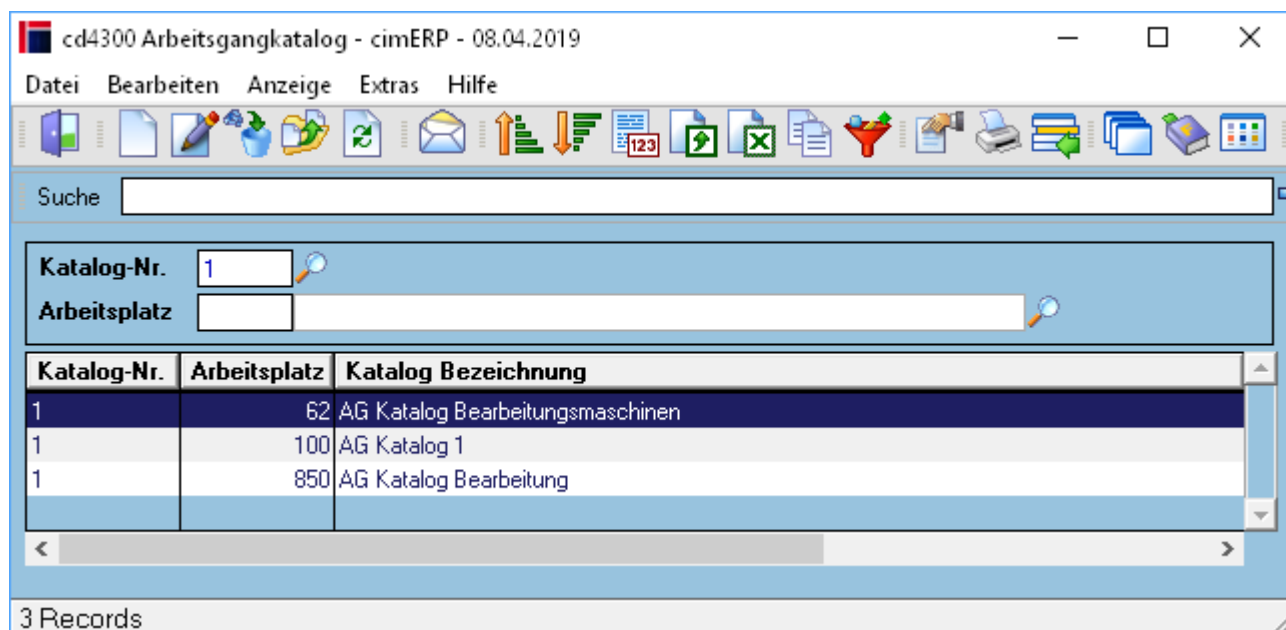 cd4300 Arbeitsgangkatalog - cimERP - 08.04.2019
Datei Bearbeiten Anzeige Extras Hilfe
123
Suche
Katalog-Nr. 1
Arbeitsplatz
Katalog-Nr. Arbeitsplatz Katalog Bezeichnung
1 62 AG Katalog Bearbeitungsmaschinen
1 100 AG Katalog 1
1 850 AG Katalog Bearbeitung
3 Records